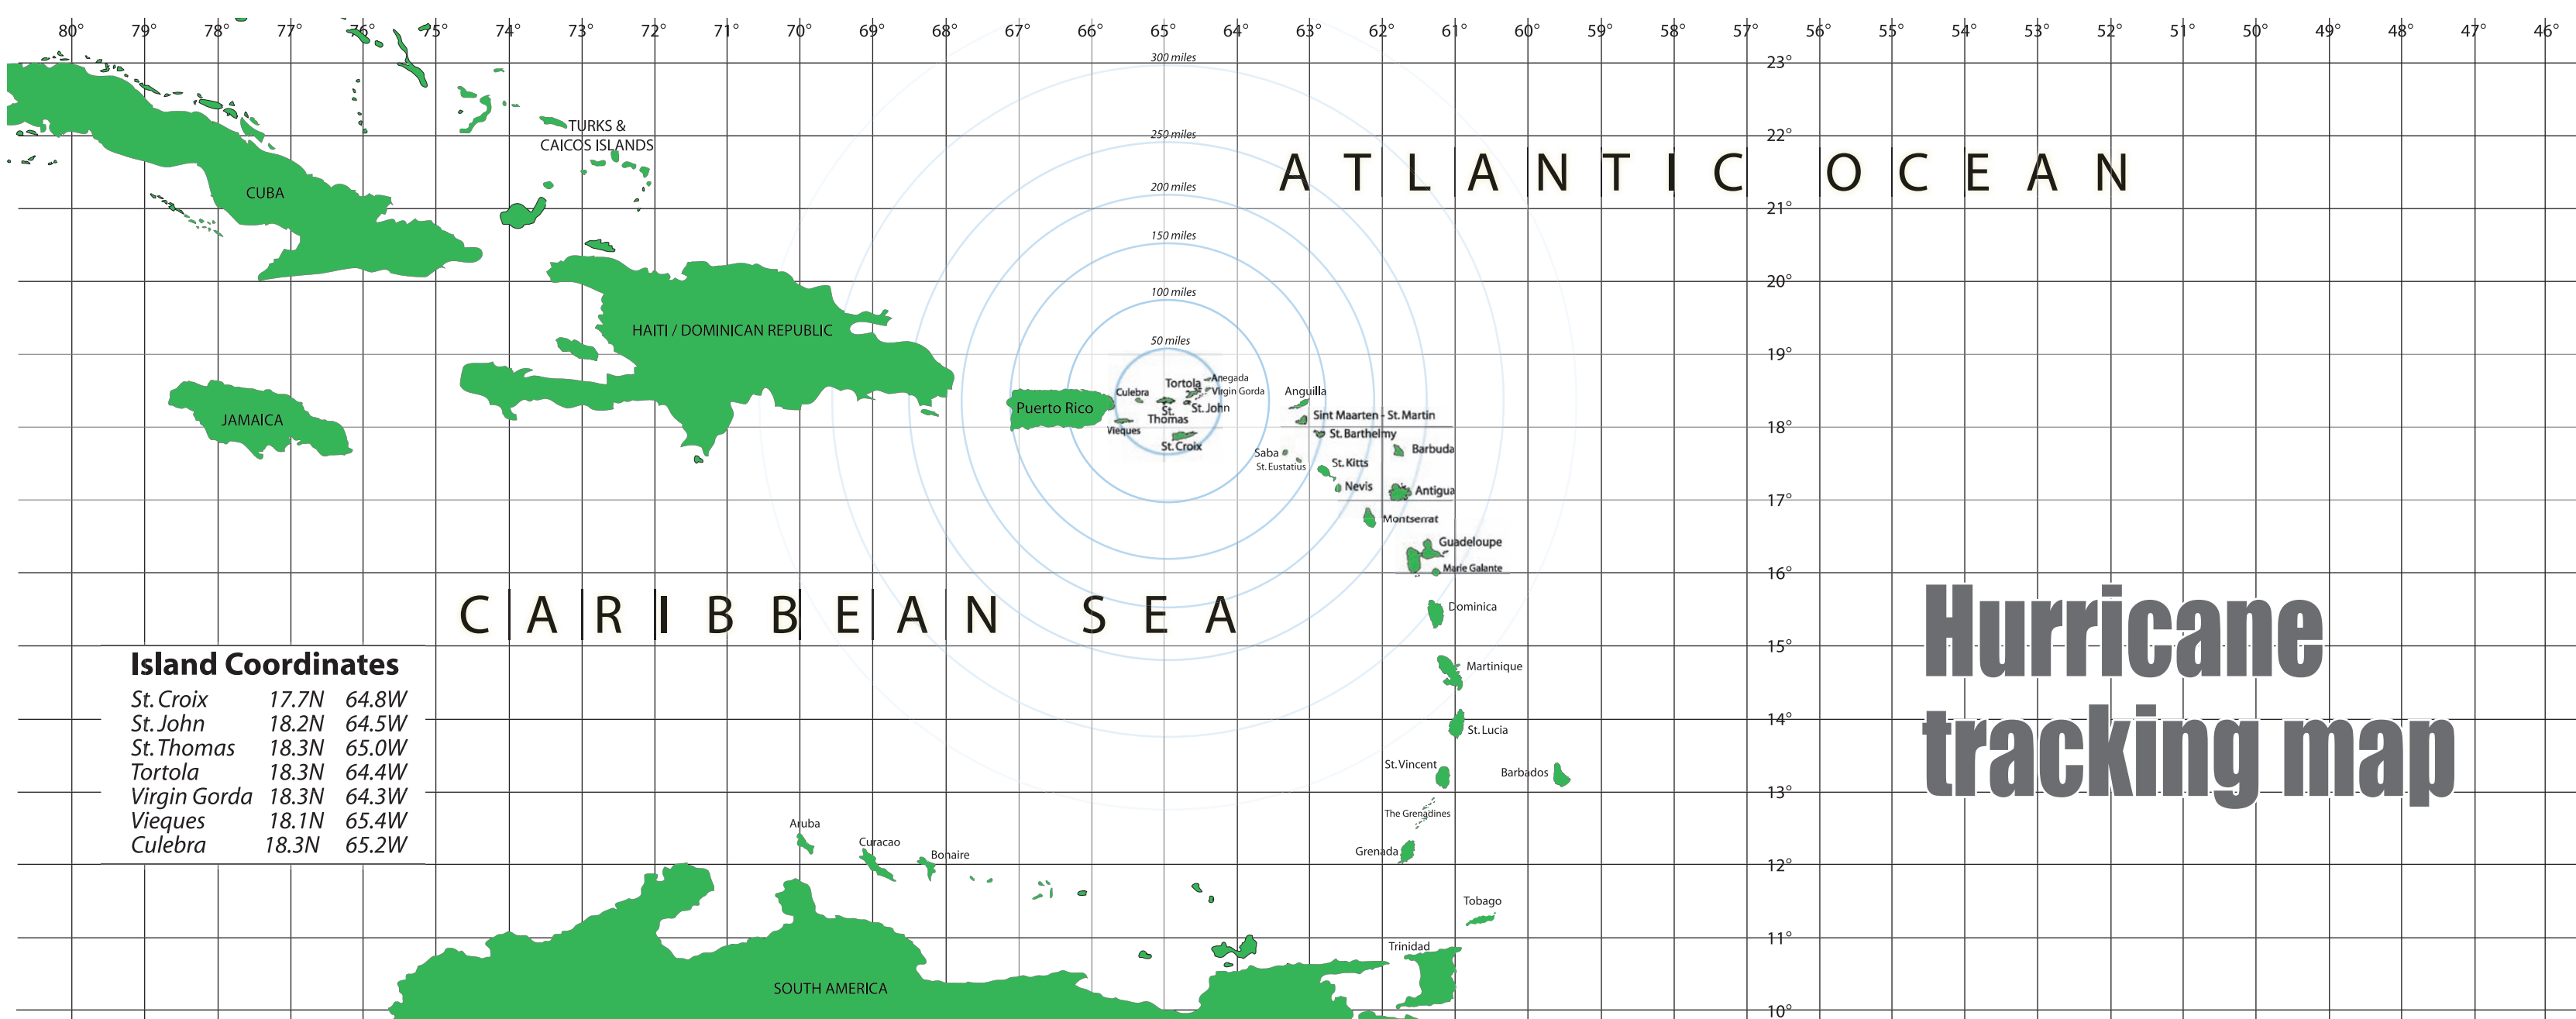 80° 79° 78° 77° 76° 75° 74° 73° 72° 71° 70° 69° 68° 67° 66° 65° 64° 63° 62° 61° 60° 59° 58° 57° 56° 55° 54° 53° 52° 51° 50° 49° 48° 47° 46°
300 miles
23°
TURKS &
CAICOS ISLANDS
250 miles
22°
ATLANTIC OCEAN
CUBA
200 miles
21°
150 miles
20°
100 miles
HAITI / DOMINICAN REPUBLIC
50 miles
19°
Tortola
Anegada
Culebra
Virgin Gorda
Anguilla
Puerto Rico
St.
Thomas
St. John
Sint Maarten - St. Martin
JAMAICA
Vieques
18°
St. Barthelmy
St. Croix
Saba
Barbuda
St. Eustatius
St. Kitts
Nevis
Antigua
17°
Montserrat
Guadeloupe
Marie Galante
16°
CARIBBEAN SEA
Dominica
Hurricane
tracking map
15°
Martinique
Island Coordinates
St. Croix 17.7N 64.8W
St. John 18.2N 64.5W
St. Thomas 18.3N 65.0W
Tortola 18.3N 64.4W
Virgin Gorda 18.3N 64.3W
Vieques 18.1N 65.4W
Culebra 18.3N 65.2W
14°
St. Lucia
St. Vincent
Barbados
13°
The Grenadines
Aruba
Curacao
Bonaire
Grenada
12°
Tobago
11°
Trinidad
SOUTH AMERICA
10°